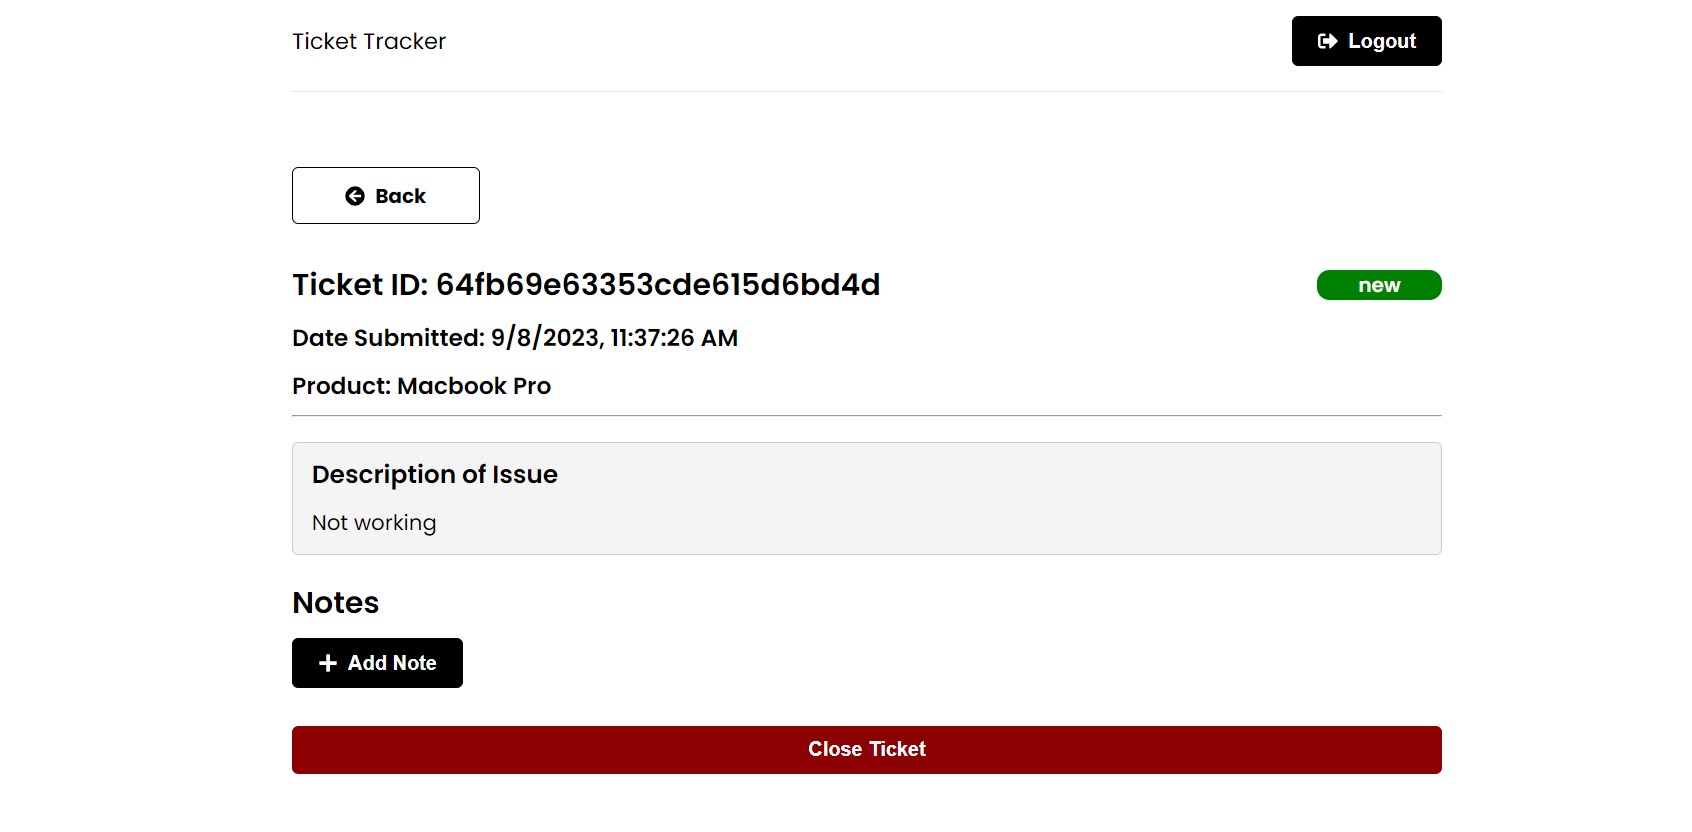 Ticket Tracker
Logout
Back
Ticket ID: 64fb69e63353cde615d6bd4d
new
Date Submitted: 9/8/2023, 11:37:26 AM
Product: Macbook Pro
Description of Issue
Not working
Notes
Add Note
Close Ticket